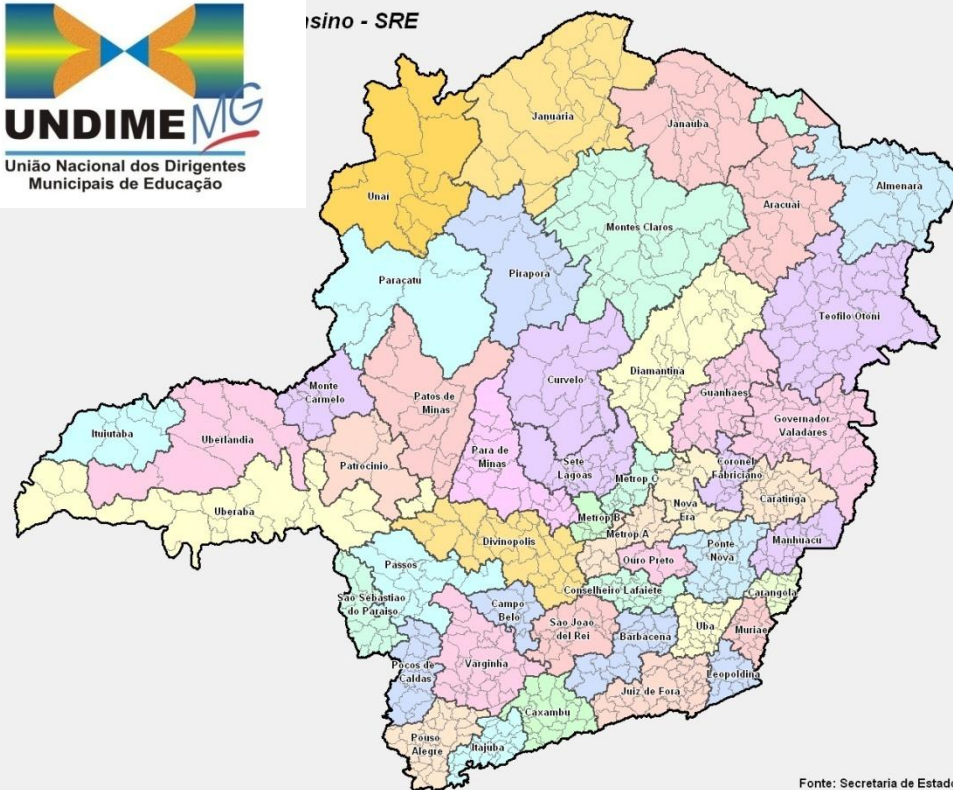 UNDIME MG
União Nacional dos Dirigentes
Municipais de Educação
nsino - SRE
Januaria
Janauba
Almenara
Unai
Aracuai
Montes Claros
Pirapora
Paracatu
Teofilo Otoni
Curvelo
Diamantina
Monte
Carmelo
Patos de
Minas
Guanhaes
Governador
Valadares
Ituiutaba
Uberlandia
Para de
Minas
Sete
Lagoas
Coronel
Fabriciano
Patrocinio
Metrop C
Caratinga
Uberaba
Nova
Era
Metrop B
Metrop A
Manhuacu
Divinopolis
Ponte
Nova
Ouro Preto
Passos
Conselheiro Lafaiete
Carangola
Sao Sebastiao
do Paraiso
Campo
Belo
Sao Joao
del Rei
Barbacena
Uba
Muriae
Pocos de
Caldas
Varginha
Leopoldina
Juiz de Fora
Caxambu
Pouso
Alegre
Itajuba
Fonte: Secretaria de Estado